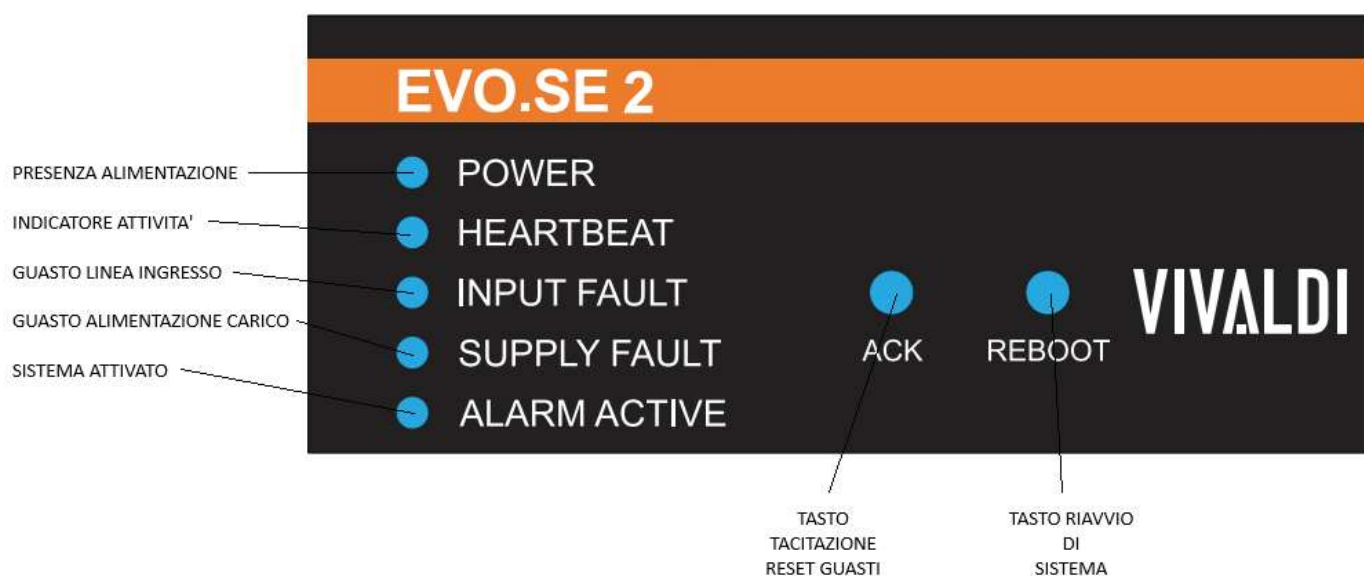 EVO.SE 2
PRESENZA ALIMENTAZIONE
POWER
INDICATORE ATTIVITA'
HEARTBEAT
GUASTO LINEA INGRESSO
INPUT FAULT
GUASTO ALIMENTAZIONE CARICO
SUPPLY FAULT
SISTEMA ATTIVATO
ALARM ACTIVE
ACK
REBOOT
VIVALDI
TASTO
TACITAZIONE
RESET GUASTI
TASTO RIAVVIO
DI
SISTEMA